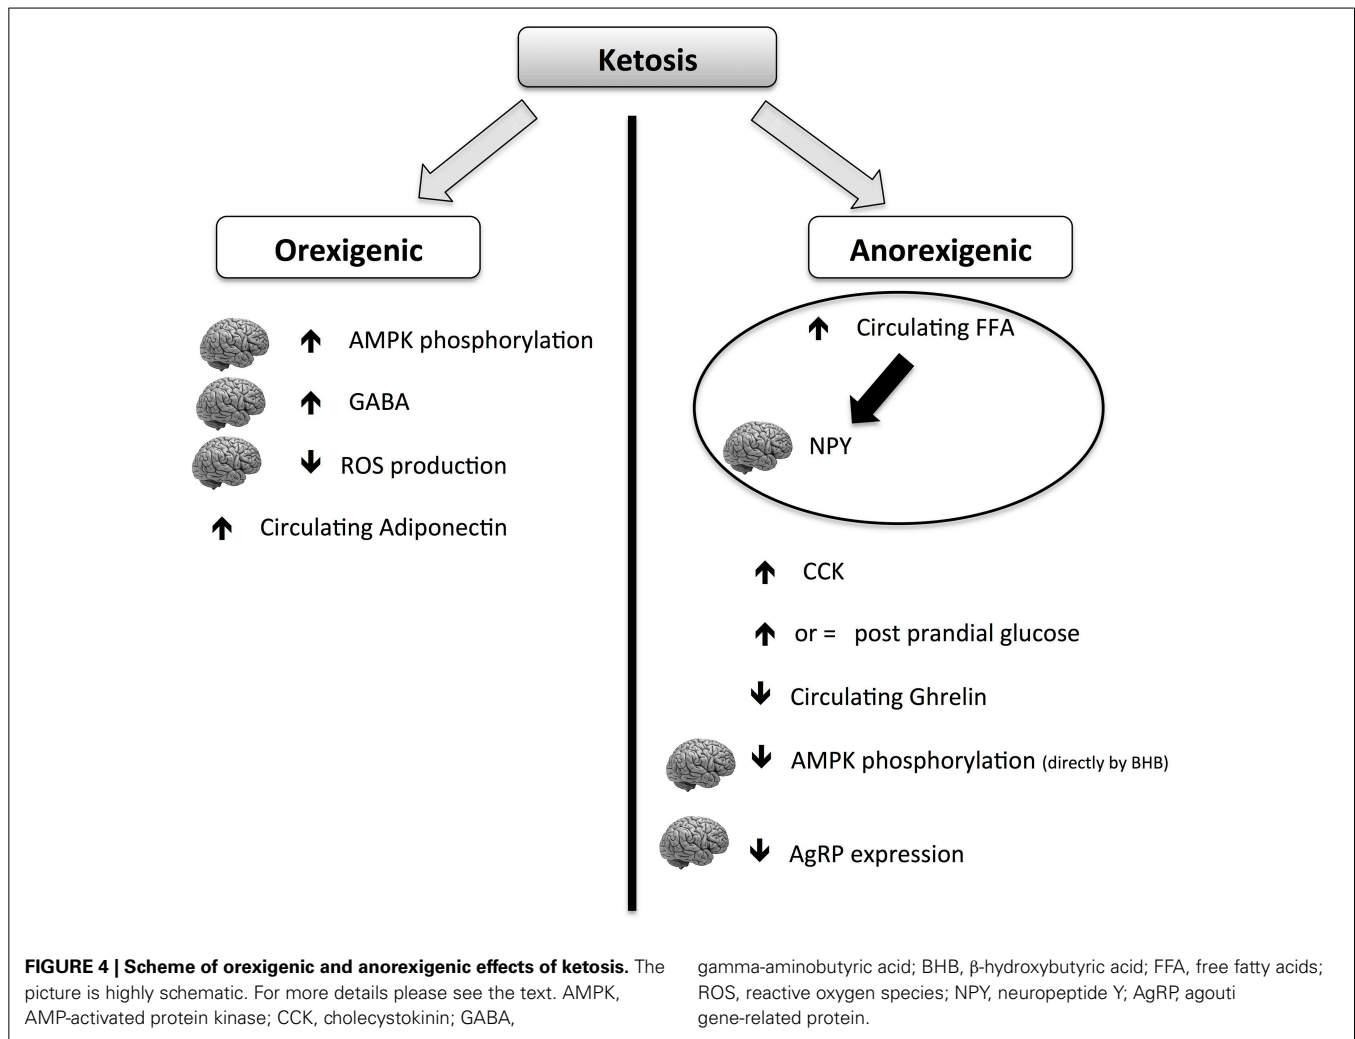 Ketosis
Orexigenic
AMPK phosphorylation
GABA
ROS production
Circulating Adiponectin
Anorexigenic
Circulating FFA
NPY
CCK
or = post prandial glucose
Circulating Ghrelin
AMPK phosphorylation (directly by BHB)
AgRP expression
FIGURE 4 | Scheme of orexigenic and anorexigenic effects of ketosis. The
picture is highly schematic. For more details please see the text. AMPK,
AMP-activated protein kinase; CCK, cholecystokinin; GABA,
gamma-aminobutyric acid; BHB, β-hydroxybutyric acid; FFA, free fatty acids;
ROS, reactive oxygen species; NPY, neuropeptide Y; AgRP, agouti
gene-related protein.